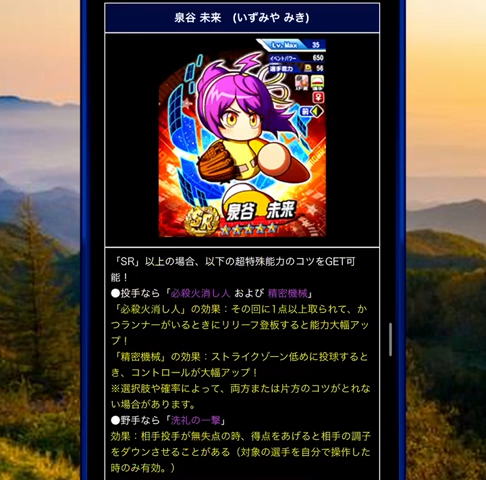 泉谷 未来　(いずみや みき)
Lv.Max 35
イベントパワー 650
選手能力 56
前
SR 泉谷 未来
「SR」以上の場合、以下の超特殊能力のコツをGET可
能！
●投手なら「必殺火消し人 および 精密機械」
「必殺火消し人」の効果：その回に1点以上取られて、か
つランナーがいるときにリリーフ登板すると能力大幅アッ
プ！
「精密機械」の効果：ストライクゾーン低めに投球すると
き、コントロールが大幅アップ！
※選択肢や確率によって、両方または片方のコツがとれな
い場合があります。
●野手なら「洗礼の一撃」
効果：相手投手が無失点の時、得点をあげると相手の調子
をダウンさせることがある（対象の選手を自分で操作した
時のみ有効。）